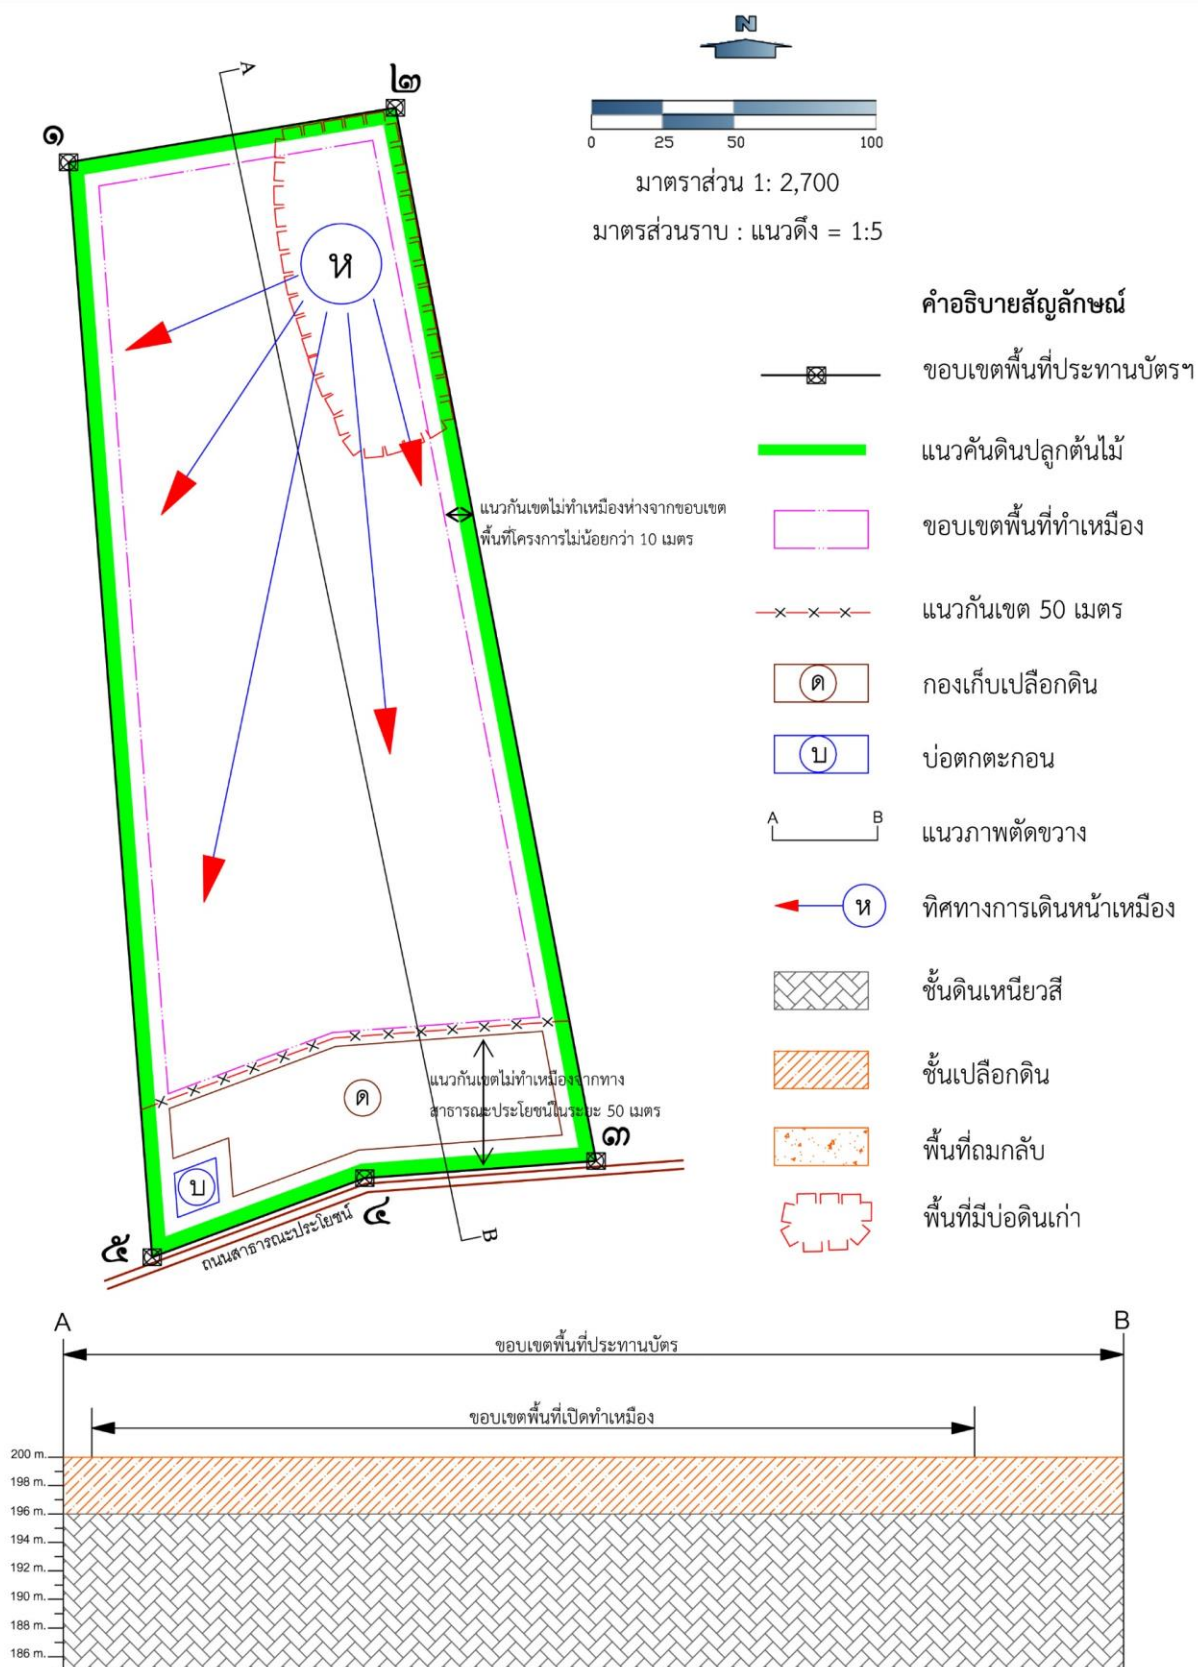 N
0 25 50 100
มาตราส่วน 1: 2,700
มาตรส่วนราบ : แนวดิ่ง = 1:5
A
๑
๒
ห
แนวกันเขตไม่ทำเหมืองห่างจากขอบเขต
พื้นที่โครงการไม่น้อยกว่า 10 เมตร
แนวกันเขตไม่ทำเหมืองจากทาง
สาธารณะประโยชน์ในระยะ 50 เมตร
ด
บ
๓
๔
๕
ถนนสาธารณะประโยชน์
B
คำอธิบายสัญลักษณ์
ขอบเขตพื้นที่ประทานบัตรฯ
แนวคันดินปลูกต้นไม้
ขอบเขตพื้นที่ทำเหมือง
แนวกันเขต 50 เมตร
ด กองเก็บเปลือกดิน
บ บ่อตกตะกอน
A B แนวภาพตัดขวาง
ห ทิศทางการเดินหน้าเหมือง
ชั้นดินเหนียวสี
ชั้นเปลือกดิน
พื้นที่ถมกลับ
พื้นที่มีบ่อดินเก่า
A B
ขอบเขตพื้นที่ประทานบัตร
ขอบเขตพื้นที่เปิดทำเหมือง
200 m.
198 m.
196 m.
194 m.
192 m.
190 m.
188 m.
186 m.